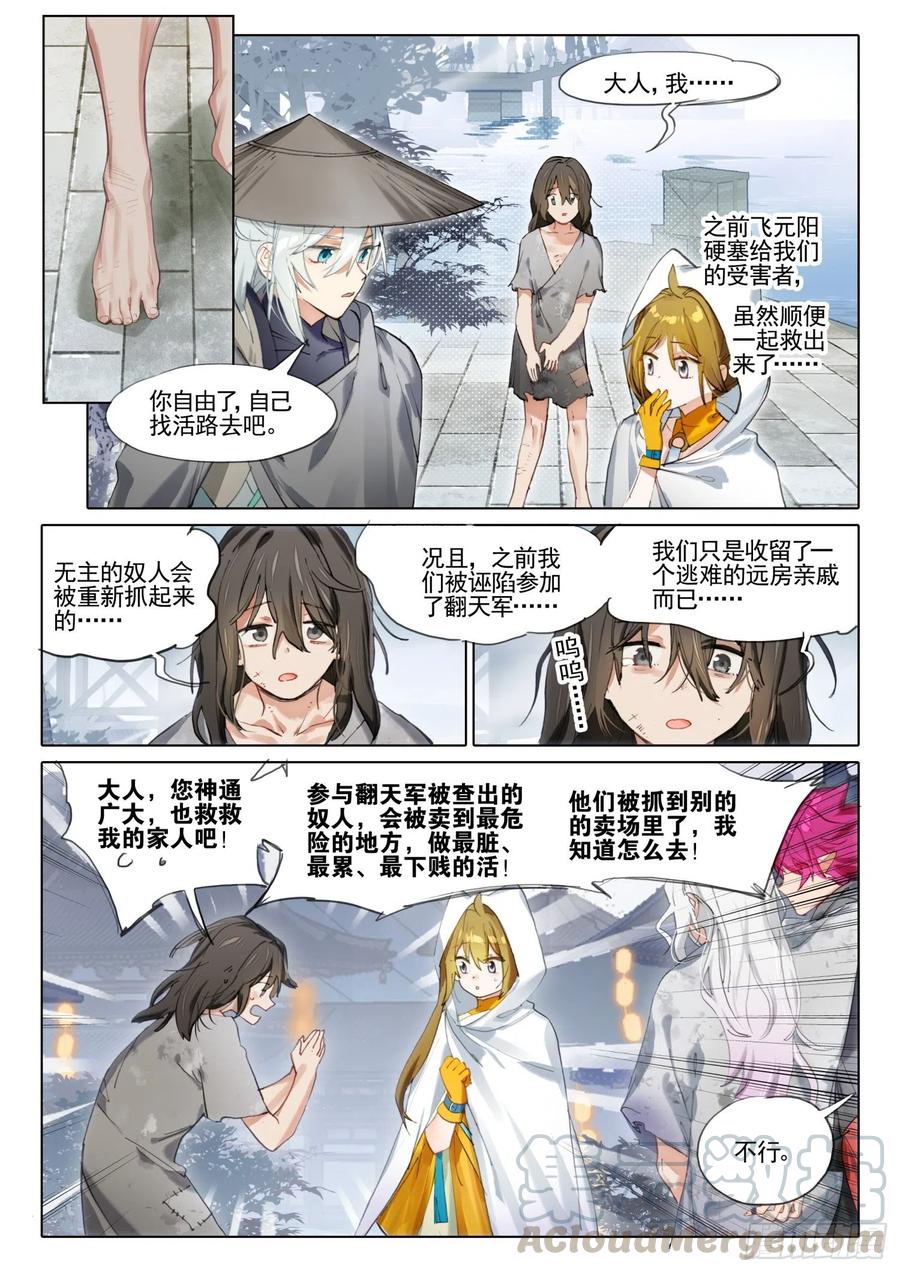 大人，我……
之前飞元阳
硬塞给我们
的受害者，
虽然顺便
一起救出
来了……
你自由了，自己
找活路去吧。
无主的奴人会
被重新抓起来
的……
况且，之前我
们被诬陷参加
了翻天军……
我们只是收留了一
个逃难的远房亲戚
而已……
呜呜……
大人，您神通
广大，也救救
我的家人吧！
参与翻天军被查出的
奴人，会被卖到最危
险的地方，做最脏、
最累、最下贱的活！
他们被抓到别的
的卖场里了，我
知道怎么去！
不行。
AcloudMerge.com